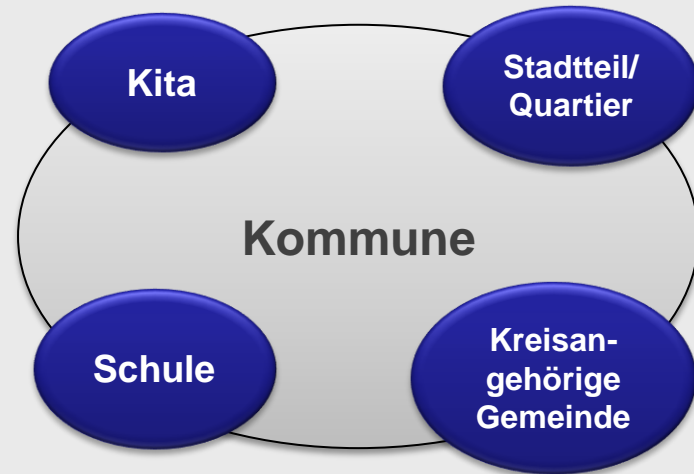 Kita
Stadtteil/
Quartier
Kommune
Schule
Kreisan-
gehörige
Gemeinde